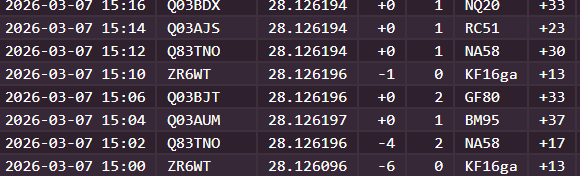 2026-03-07 15:16 Q03BDX 28.126194 +0 1 NQ20 +33
2026-03-07 15:14 Q03AJS 28.126194 +0 1 RC51 +23
2026-03-07 15:12 Q83TNO 28.126194 +0 1 NA58 +30
2026-03-07 15:10 ZR6WT 28.126196 -1 0 KF16ga +13
2026-03-07 15:06 Q03BJT 28.126196 +0 2 GF80 +33
2026-03-07 15:04 Q03AUM 28.126197 +0 1 BM95 +37
2026-03-07 15:02 Q83TNO 28.126196 -4 2 NA58 +17
2026-03-07 15:00 ZR6WT 28.126096 -6 0 KF16ga +13